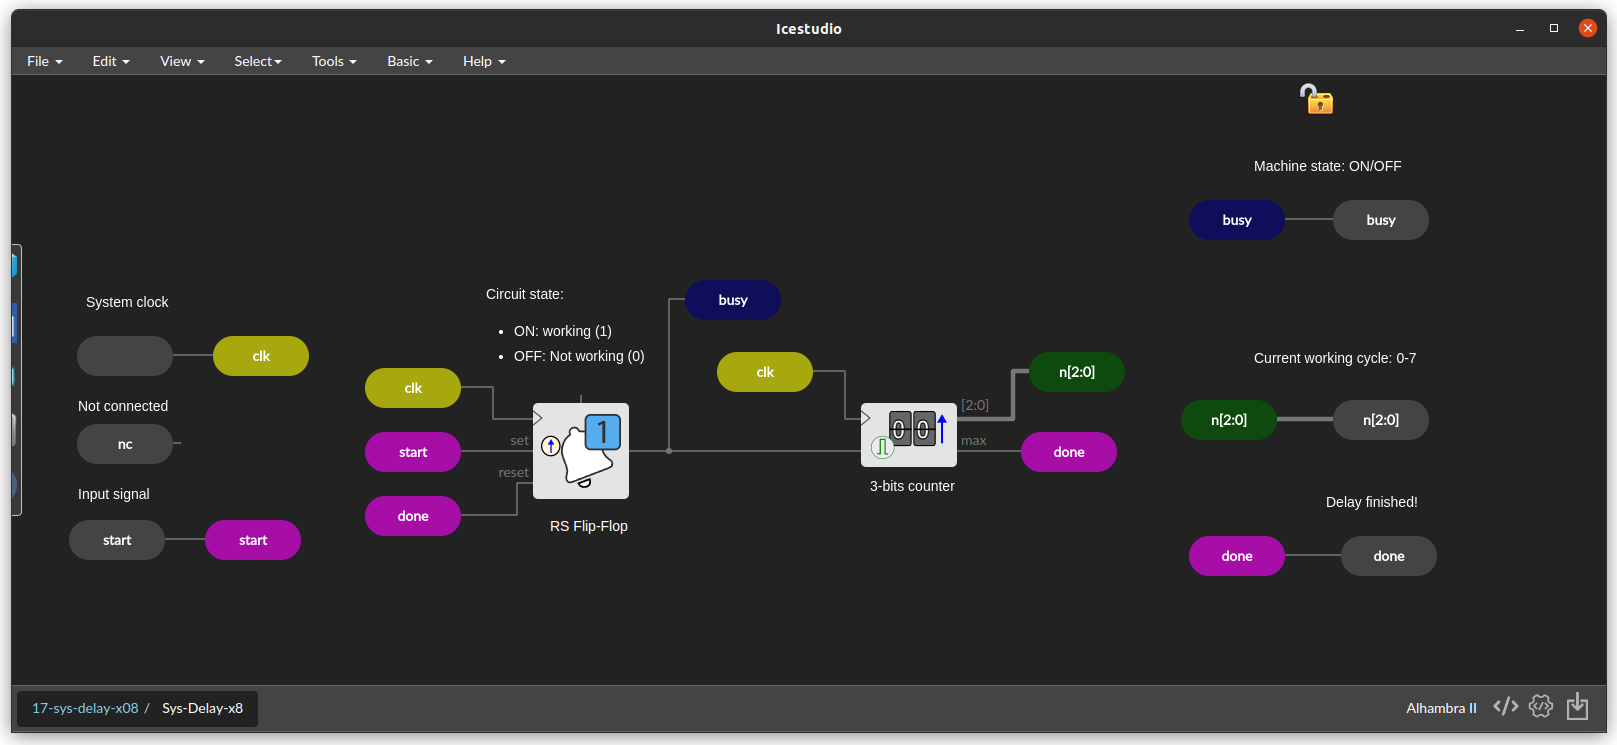 Icestudio
File Edit View Select Tools Basic Help
Machine state: ON/OFF
busy busy
System clock
clk
Not connected
nc
Input signal
start start
Circuit state:
ON: working (1)
OFF: Not working (0)
clk
start
done
set
reset
1
RS Flip-Flop
busy
clk
00
3-bits counter
[2:0]
max
n[2:0]
done
Current working cycle: 0-7
n[2:0] n[2:0]
Delay finished!
done done
17-sys-delay-x08 / Sys-Delay-x8
Alhambra II